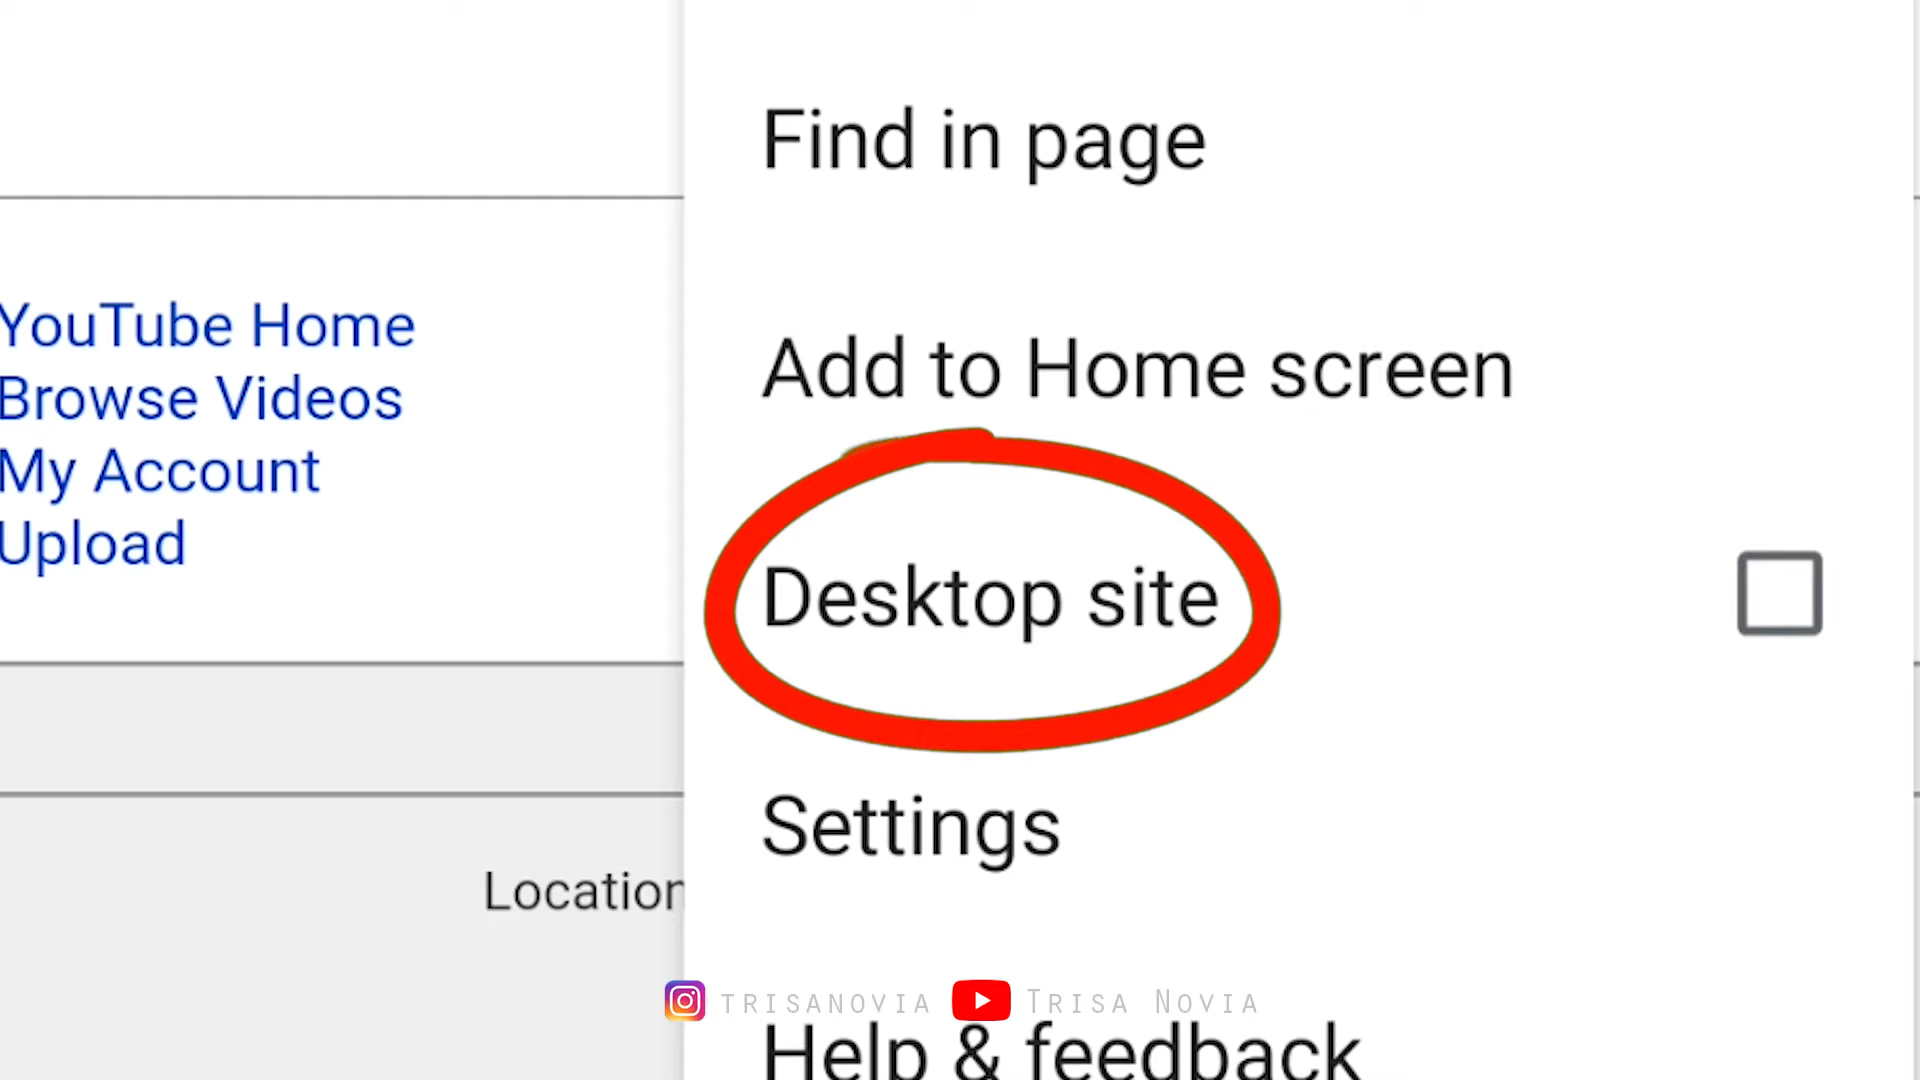 Find in page
YouTube Home
Browse Videos
My Account
Upload
Add to Home screen
Desktop site
Settings
Location
TRISANOVIA
TRISA NOVIA
Help & feedback